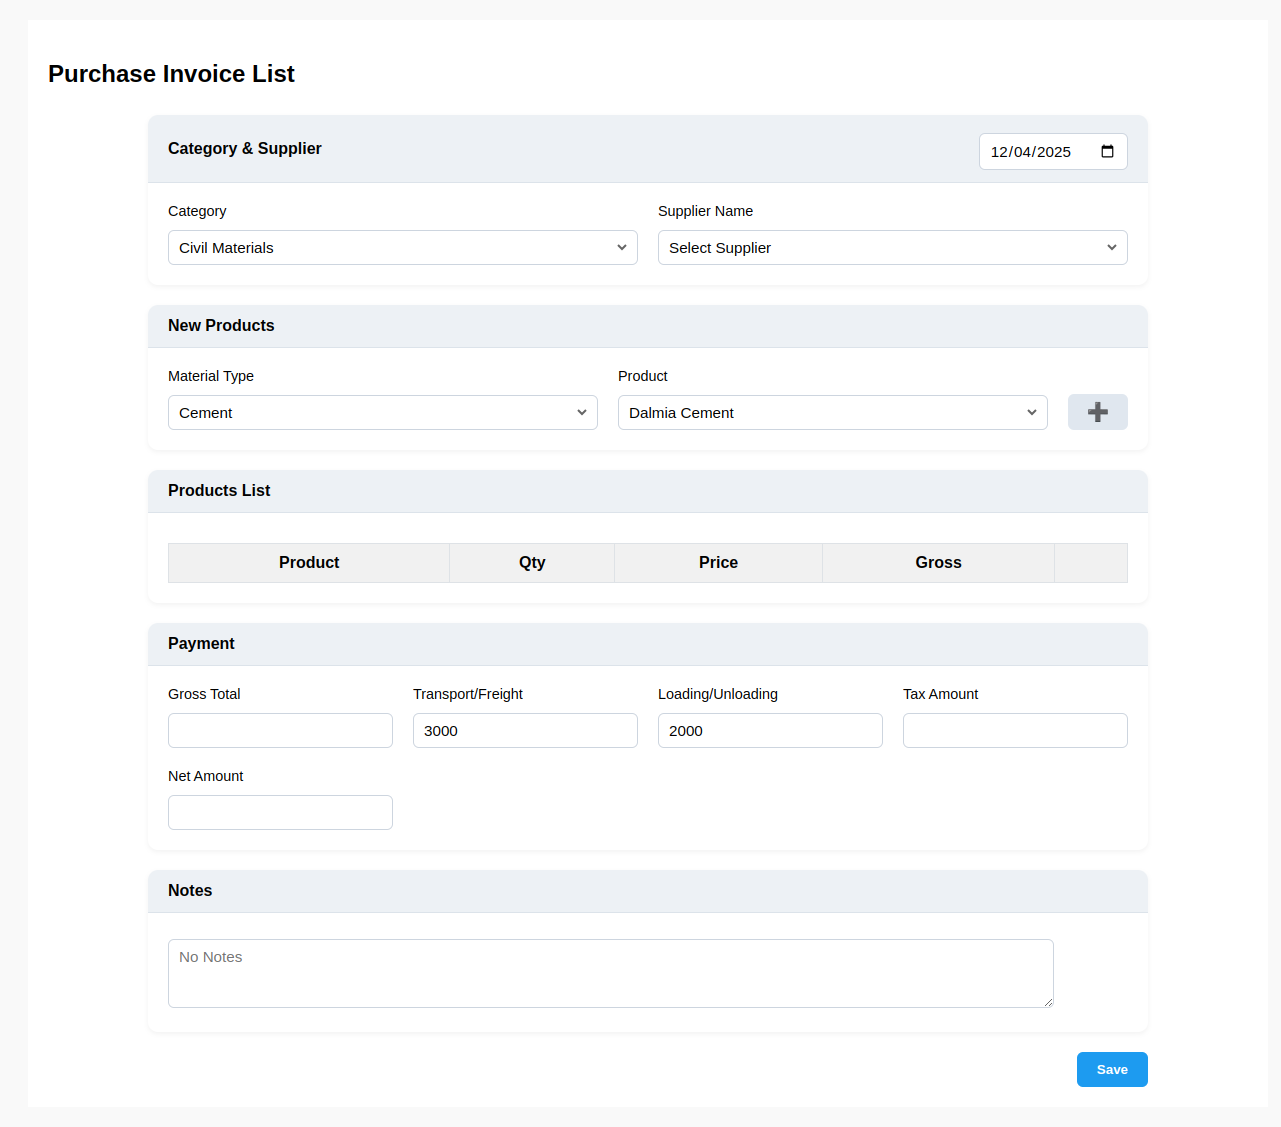 Purchase Invoice List
Category & Supplier 12/04/2025
Category Supplier Name
Civil Materials Select Supplier
New Products
Material Type Product
Cement Dalmia Cement
Products List
Product Qty Price Gross
Payment
Gross Total Transport/Freight Loading/Unloading Tax Amount
3000 2000
Net Amount
Notes
No Notes
Save